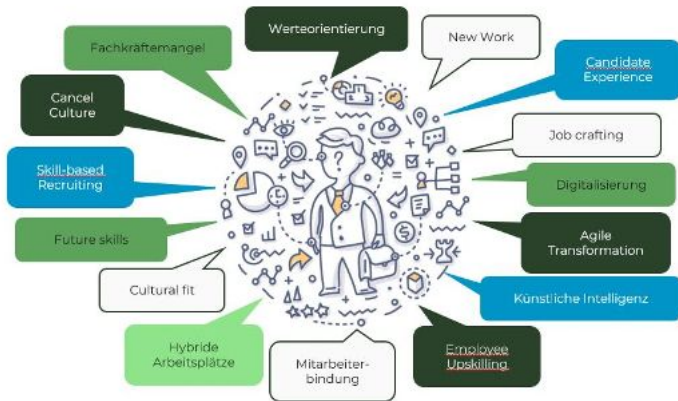 Werteorientierung
New Work
Fachkräftemangel
Candidate
Experience
Cancel
Culture
Job crafting
Skill-based
Recruiting
Digitalisierung
Future skills
Agile
Transformation
Cultural fit
Künstliche Intelligenz
Hybride
Arbeitsplätze
Mitarbeiter-
bindung
Employee
Upskilling